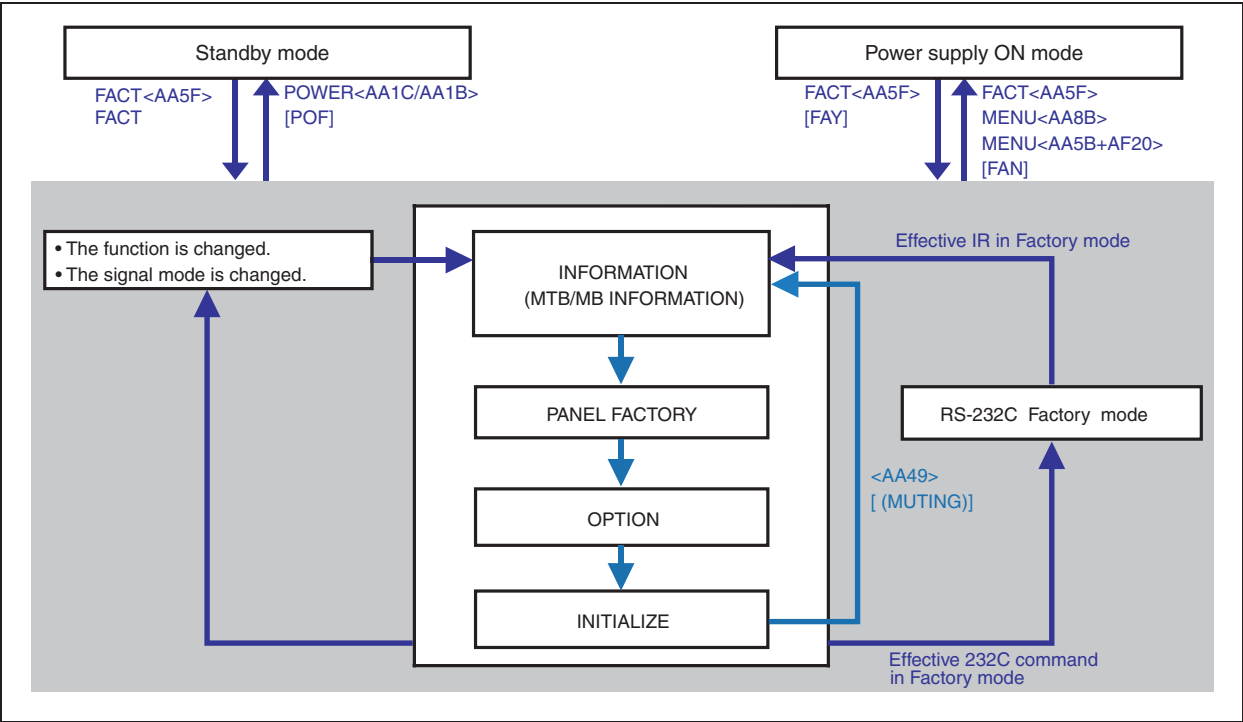 Standby mode
Power supply ON mode
FACT<AA5F>
FACT
POWER<AA1C/AA1B>
[POF]
FACT<AA5F>
[FAY]
FACT<AA5F>
MENU<AA8B>
MENU<AA5B+AF20>
[FAN]
• The function is changed.
• The signal mode is changed.
INFORMATION
(MTB/MB INFORMATION)
Effective IR in Factory mode
PANEL FACTORY
RS-232C Factory mode
<AA49>
[ (MUTING)]
OPTION
INITIALIZE
Effective 232C command
in Factory mode